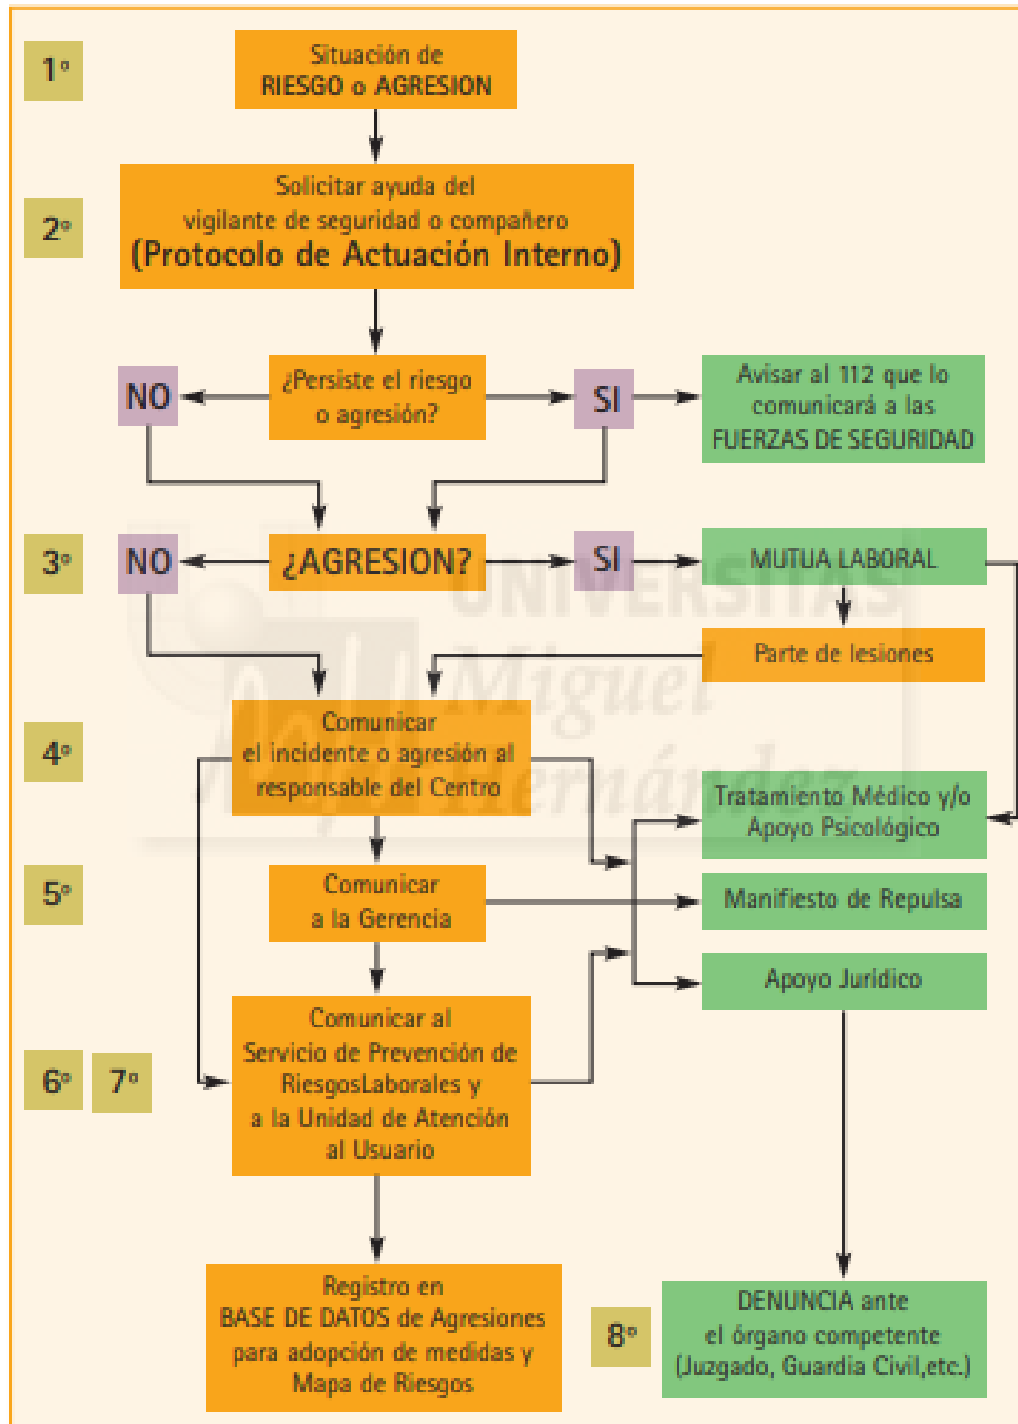 1º
Situación de
RIESGO o AGRESION
2º
Solicitar ayuda del
vigilante de seguridad o compañero
(Protocolo de Actuación Interno)
NO
¿Persiste el riesgo
o agresión?
SI
Avisar al 112 que lo
comunicará a las
FUERZAS DE SEGURIDAD
3º
NO
¿AGRESION?
SI
MUTUA LABORAL
UNIVERSITAS
Miguel
Hernández
Parte de lesiones
4º
Comunicar
el incidente o agresión al
responsable del Centro
Tratamiento Médico y/o
Apoyo Psicológico
5º
Comunicar
a la Gerencia
Manifiesto de Repulsa
Apoyo Jurídico
6º 7º
Comunicar al
Servicio de Prevención de
RiesgosLaborales y
a la Unidad de Atención
al Usuario
Registro en
BASE DE DATOS de Agresiones
para adopción de medidas y
Mapa de Riesgos
8º
DENUNCIA ante
el órgano competente
(Juzgado, Guardia Civil,etc.)